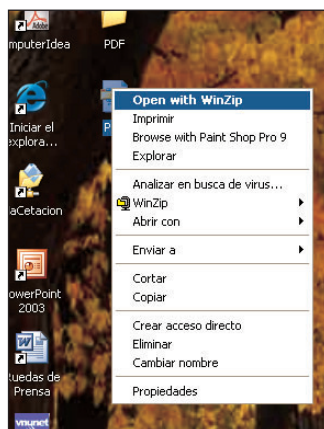 mputerIdea
PDF
Iniciar el
explora...
aCetacion
owerPoint
2003
uedas de
Prensa
vnunet
Open with WinZip
Imprimir
Browse with Paint Shop Pro 9
Explorar
Analizar en busca de virus...
WinZip
Abrir con
Enviar a
Cortar
Copiar
Crear acceso directo
Eliminar
Cambiar nombre
Propiedades